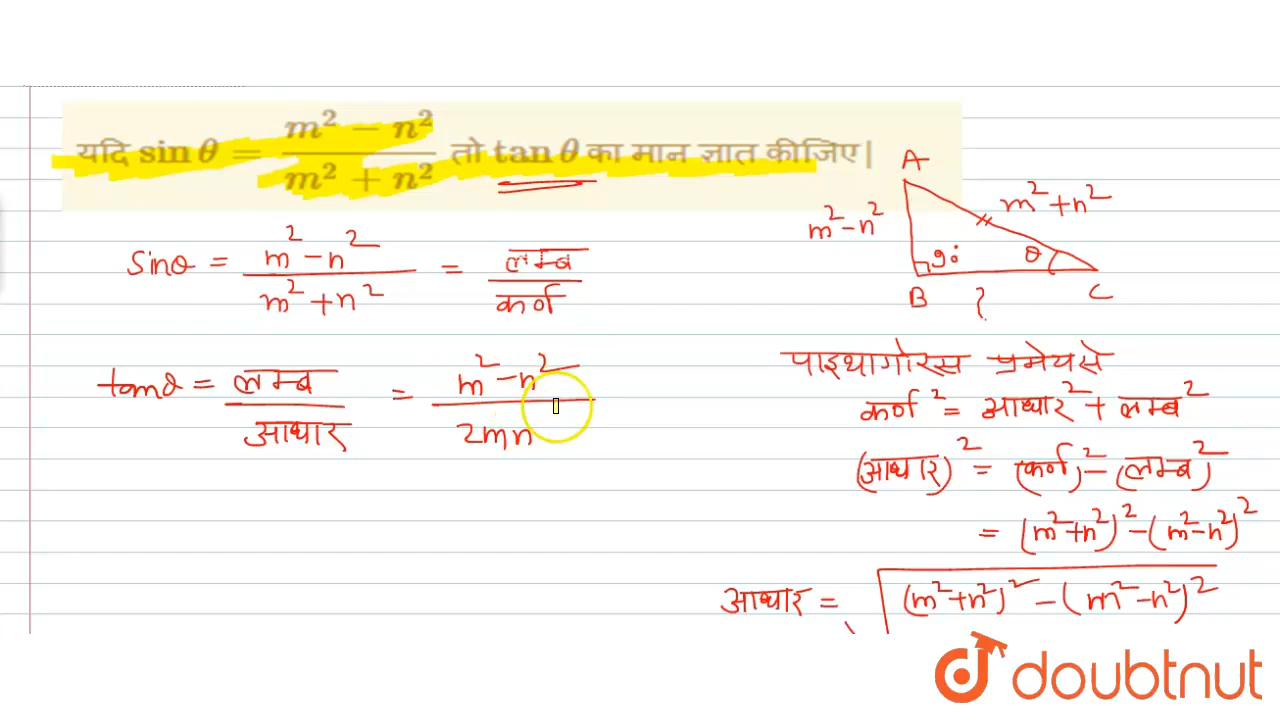 यदि sin θ = (m² − n²)/(m² + n²) तो tan θ का मान ज्ञात कीजिए|
sinθ = (m² − n²)/(m² + n²) = लम्ब/कर्ण
tanθ = लम्ब/आधार = (m² − n²)/2mn
A
m² − n²
m² + n²
90°
θ
B
?
C
पाइथागोरस प्रमेय से
कर्ण² = आधार² + लम्ब²
(आधार)² = (कर्ण)² − (लम्ब)²
= (m² + n²)² − (m² − n²)²
आधार = √((m² + n²)² − (m² − n²)²)
doubtnut